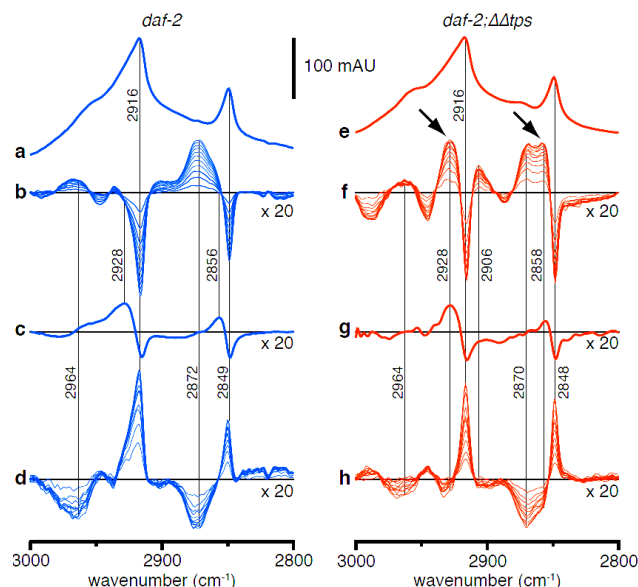 daf-2
daf-2;ΔΔtps
100 mAU
2916
2916
a
e
b
x 20
f
x 20
2928
2856
2928
2906
2858
c
x 20
g
x 20
2964
2872
2849
2964
2870
2848
d
x 20
h
x 20
3000
2900
2800
3000
2900
2800
wavenumber (cm⁻¹)
wavenumber (cm⁻¹)